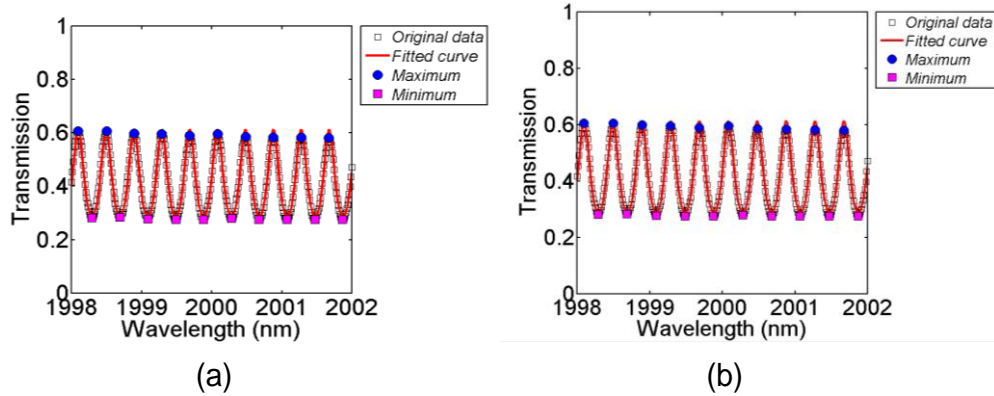 1
0.8
0.6
0.4
0.2
0
Transmission
1998 1999 2000 2001 2002
Wavelength (nm)
Original data
Fitted curve
Maximum
Minimum
(a)
1
0.8
0.6
0.4
0.2
0
Transmission
1998 1999 2000 2001 2002
Wavelength (nm)
Original data
Fitted curve
Maximum
Minimum
(b)